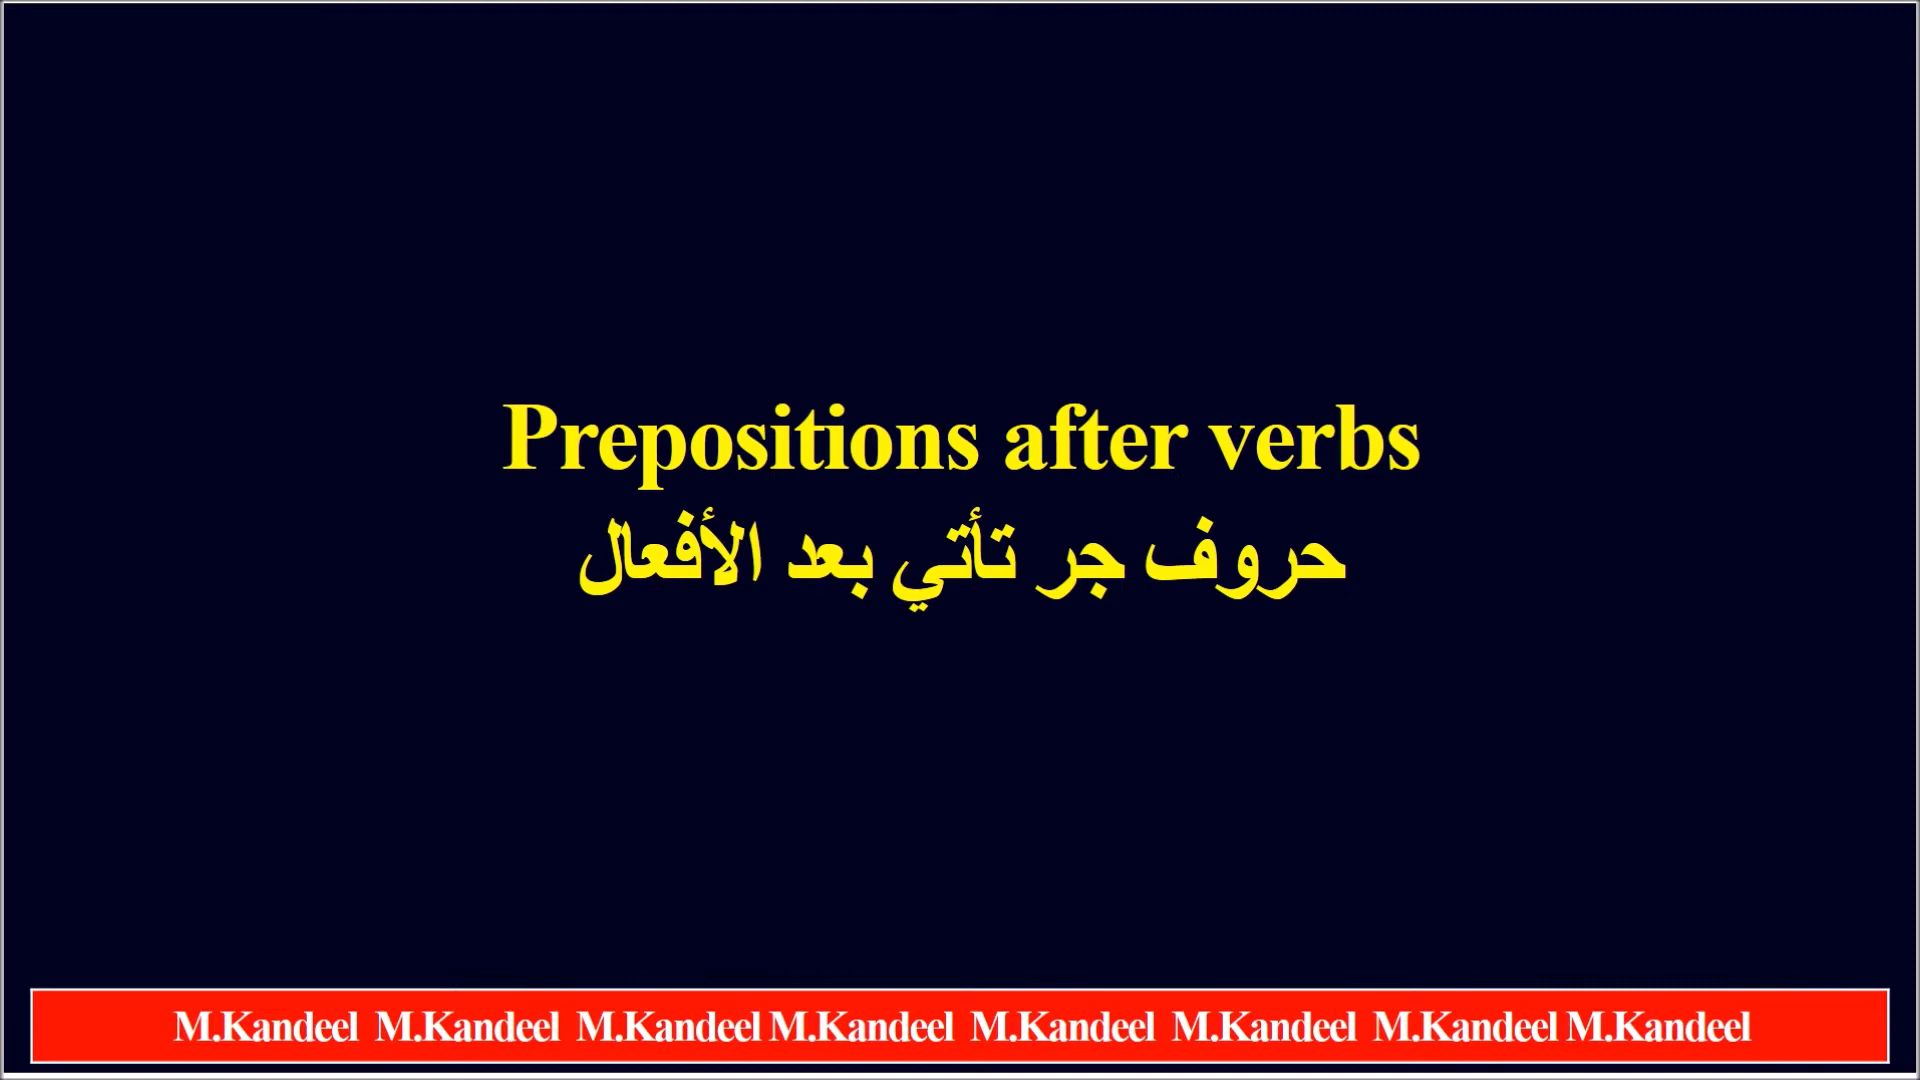 Prepositions after verbs
حروف جر تأتي بعد الأفعال
M.Kandeel M.Kandeel M.Kandeel M.Kandeel M.Kandeel M.Kandeel M.Kandeel M.Kandeel